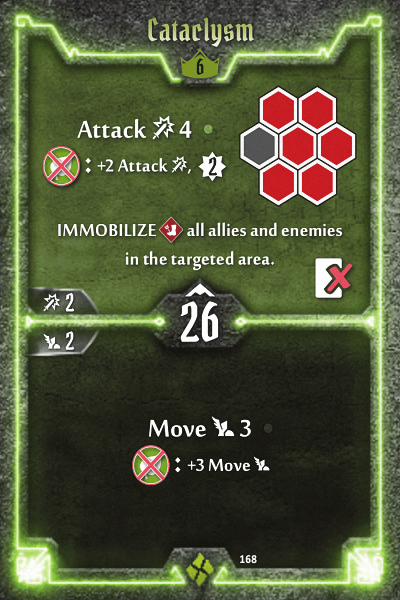 Cataclysm
6
Attack 4
: +2 Attack , 2
IMMOBILIZE all allies and enemies
in the targeted area.
2
26
2
Move 3
: +3 Move
168